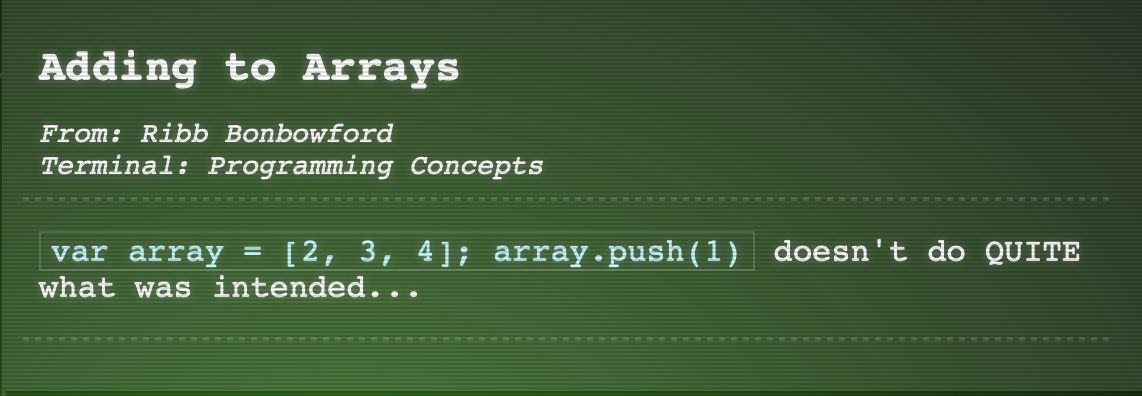 Adding to Arrays
From: Ribb Bonbowford
Terminal: Programming Concepts
var array = [2, 3, 4]; array.push(1) doesn't do QUITE
what was intended...